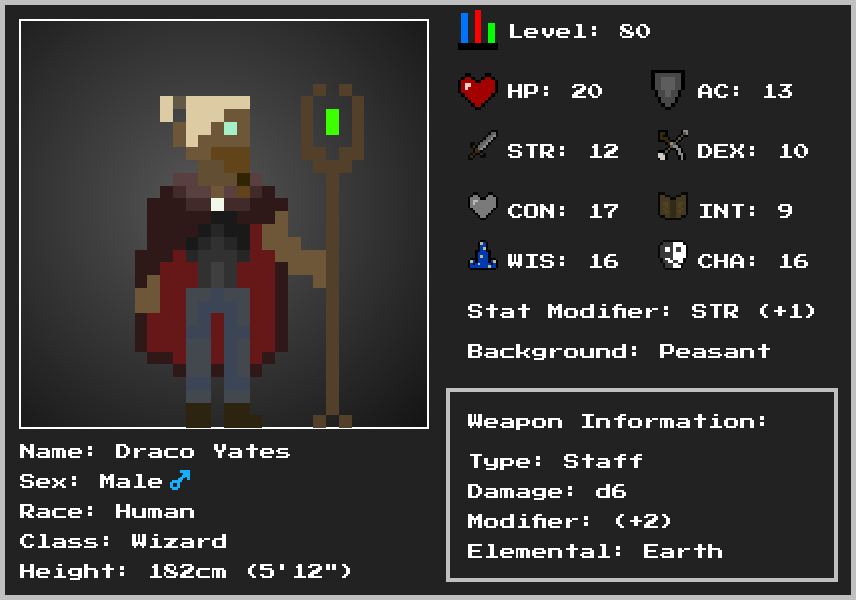 Level: 80
HP: 20 AC: 13
STR: 12 DEX: 10
CON: 17 INT: 9
WIS: 16 CHA: 16
Stat Modifier: STR (+1)
Background: Peasant
Weapon Information:
Type: Staff
Damage: d6
Modifier: (+2)
Elemental: Earth
Name: Draco Yates
Sex: Male ♂
Race: Human
Class: Wizard
Height: 182cm (5'12")